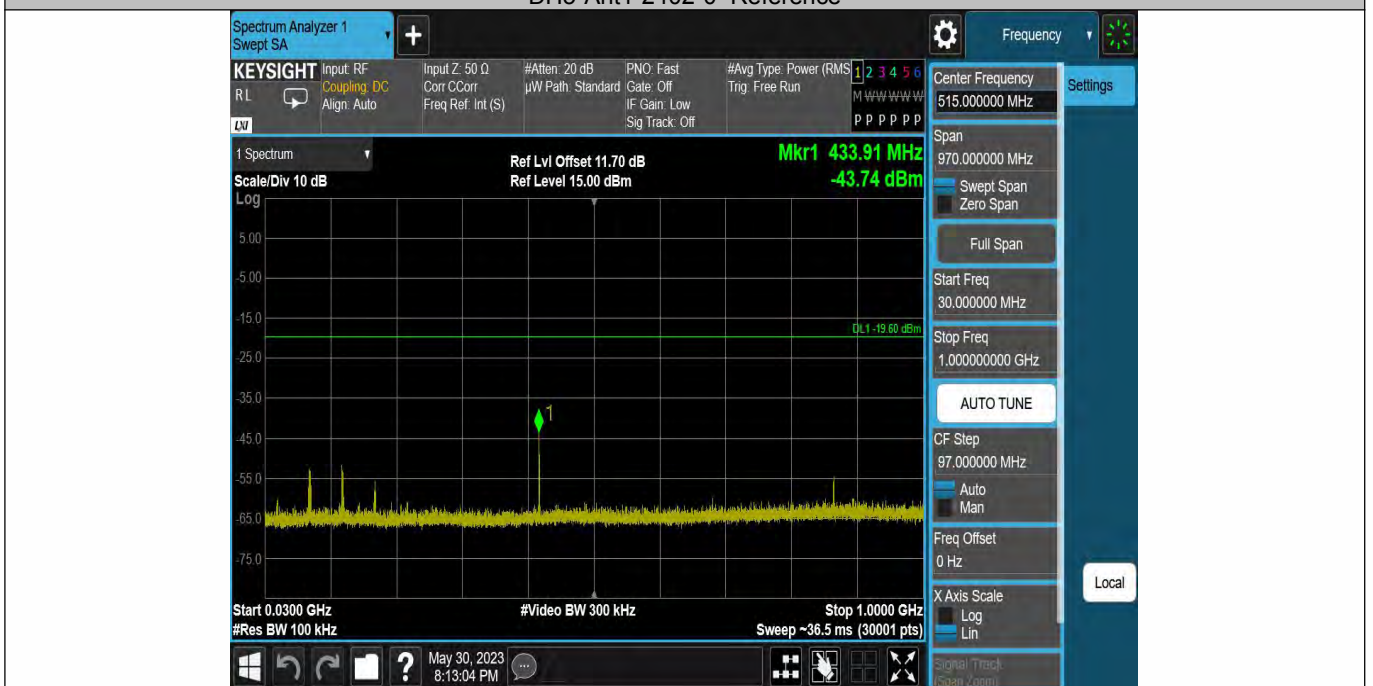 Spectrum Analyzer 1
Swept SA
Frequency
KEYSIGHT
RL
LXI
Input: RF
Coupling: DC
Align: Auto
Input Z: 50 Ω
Corr CCorr
Freq Ref: Int (S)
#Atten: 20 dB
µW Path: Standard
PNO: Fast
Gate: Off
IF Gain: Low
Sig Track: Off
#Avg Type: Power (RMS
Trig: Free Run
1 2 3 4 5 6
M W W W W W
P P P P P P
1 Spectrum
Scale/Div 10 dB
Log
Ref Lvl Offset 11.70 dB
Ref Level 15.00 dBm
Mkr1 433.91 MHz
-43.74 dBm
5.00
-5.00
-15.0
DL1 -19.60 dBm
-25.0
-35.0
1
-45.0
-55.0
-65.0
-75.0
Start 0.0300 GHz
#Res BW 100 kHz
#Video BW 300 kHz
Stop 1.0000 GHz
Sweep ~36.5 ms (30001 pts)
May 30, 2023
8:13:04 PM
?
Center Frequency
515.000000 MHz
Settings
Span
970.000000 MHz
Swept Span
Zero Span
Full Span
Start Freq
30.000000 MHz
Stop Freq
1.000000000 GHz
AUTO TUNE
CF Step
97.000000 MHz
Auto
Man
Freq Offset
0 Hz
X Axis Scale
Log
Lin
Local
Signal Track
(Span Zoom)